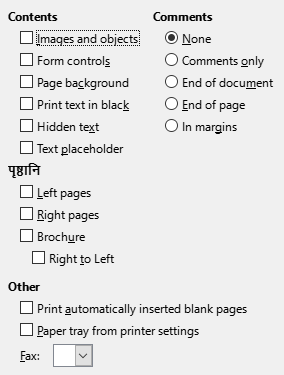 Contents
Images and objects
Form controls
Page background
Print text in black
Hidden text
Text placeholder
पृष्ठानि
Left pages
Right pages
Brochure
Right to Left
Comments
None
Comments only
End of document
End of page
In margins
Other
Print automatically inserted blank pages
Paper tray from printer settings
Fax: